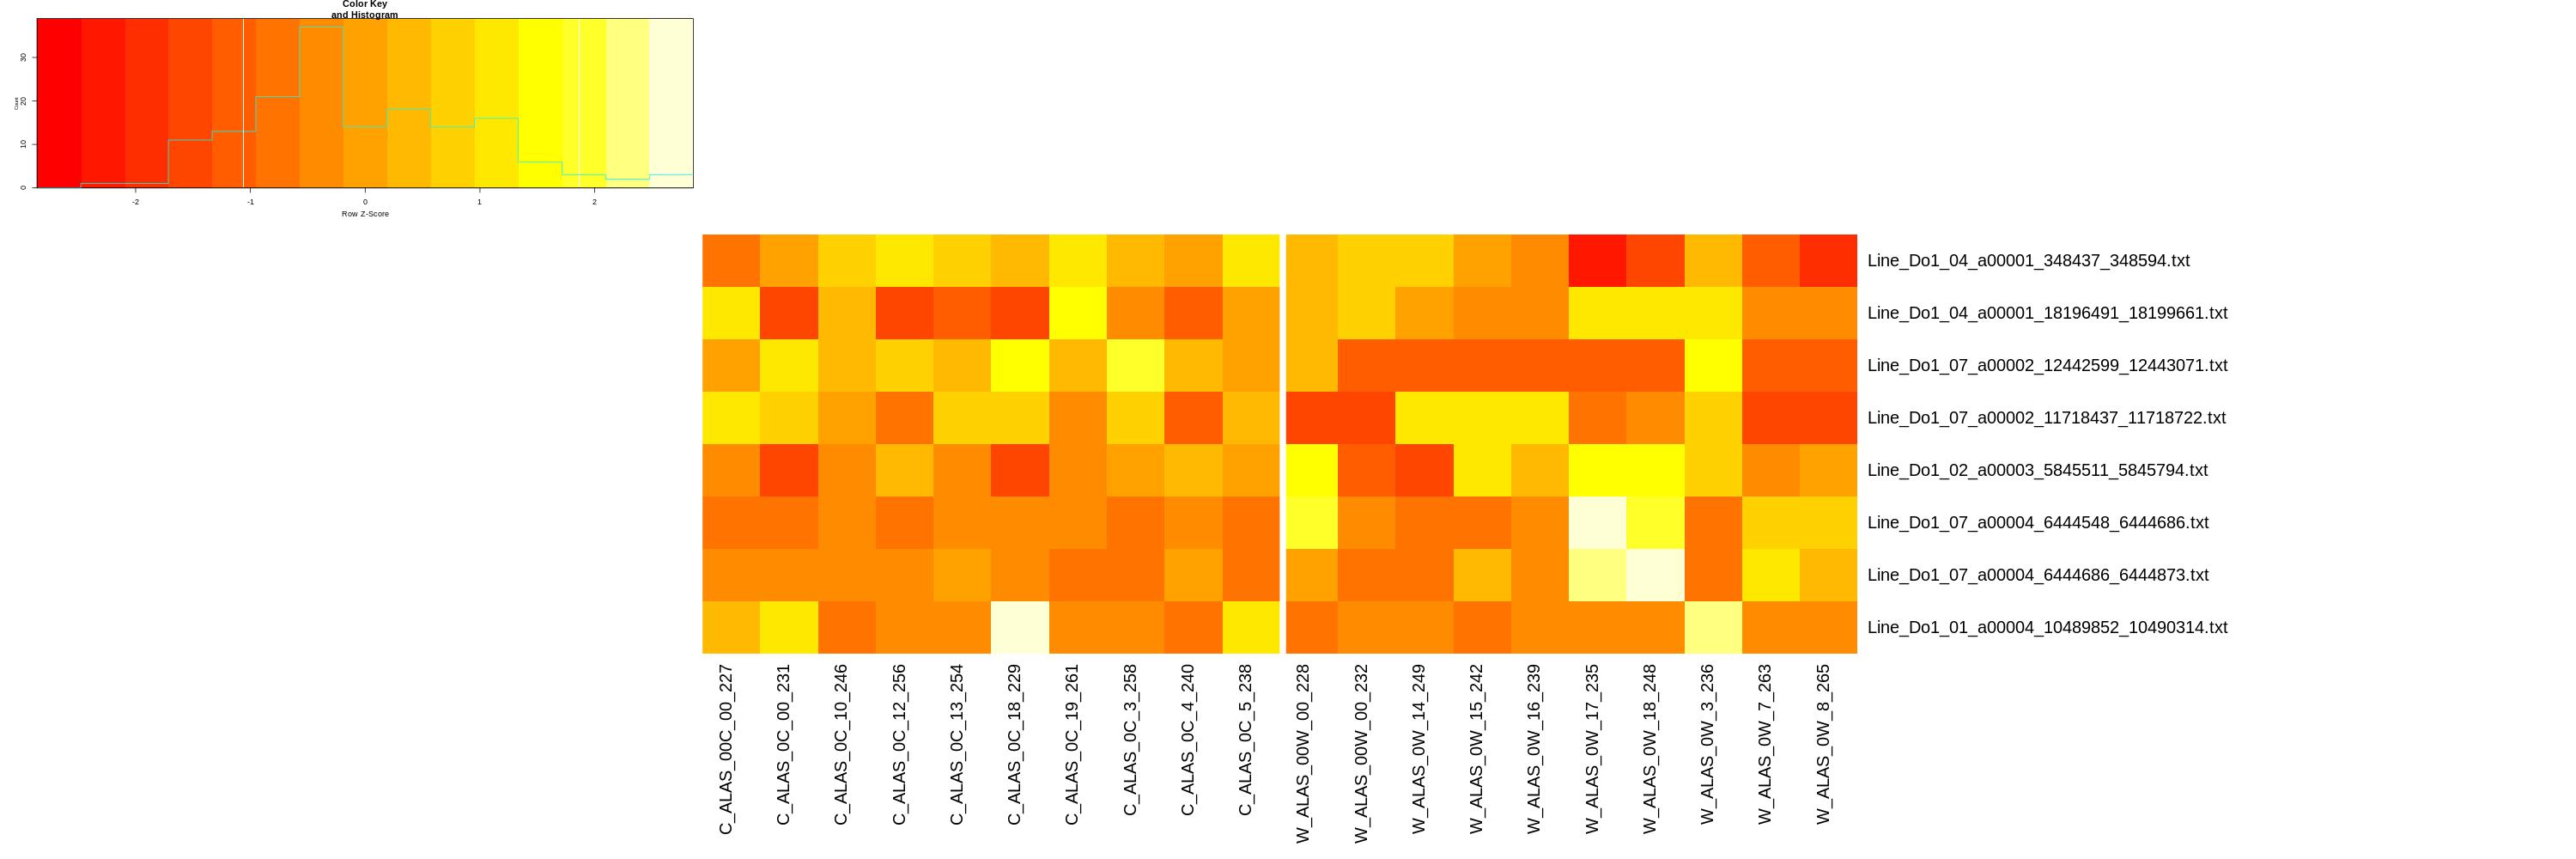 Color Key
and Histogram
30
20
10
0
Count
-2 -1 0 1 2
Row Z-Score
Line_Do1_04_a00001_348437_348594.txt
Line_Do1_04_a00001_18196491_18199661.txt
Line_Do1_07_a00002_12442599_12443071.txt
Line_Do1_07_a00002_11718437_11718722.txt
Line_Do1_02_a00003_5845511_5845794.txt
Line_Do1_07_a00004_6444548_6444686.txt
Line_Do1_07_a00004_6444686_6444873.txt
Line_Do1_01_a00004_10489852_10490314.txt
C_ALAS_00C_00_227
C_ALAS_0C_00_231
C_ALAS_0C_10_246
C_ALAS_0C_12_256
C_ALAS_0C_13_254
C_ALAS_0C_18_229
C_ALAS_0C_19_261
C_ALAS_0C_3_258
C_ALAS_0C_4_240
C_ALAS_0C_5_238
W_ALAS_00W_00_228
W_ALAS_00W_00_232
W_ALAS_0W_14_249
W_ALAS_0W_15_242
W_ALAS_0W_16_239
W_ALAS_0W_17_235
W_ALAS_0W_18_248
W_ALAS_0W_3_236
W_ALAS_0W_7_263
W_ALAS_0W_8_265